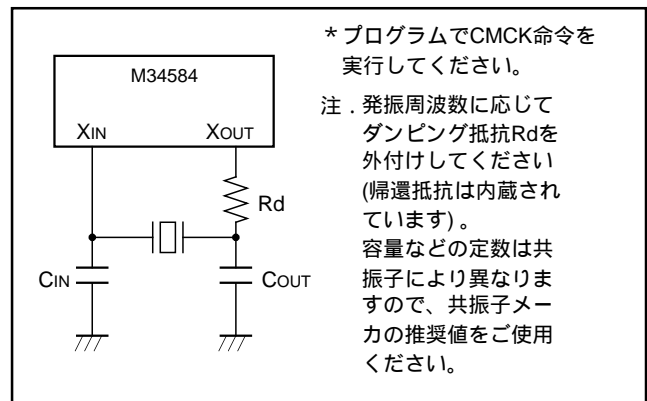 M34584
XIN
XOUT
Rd
CIN
COUT
*プログラムでCMCK命令を
実行してください。
注．発振周波数に応じて
ダンピング抵抗Rdを
外付けしてください
(帰還抵抗は内蔵され
ています)。
容量などの定数は共
振子により異なりま
すので、共振子メー
カの推奨値をご使用
ください。